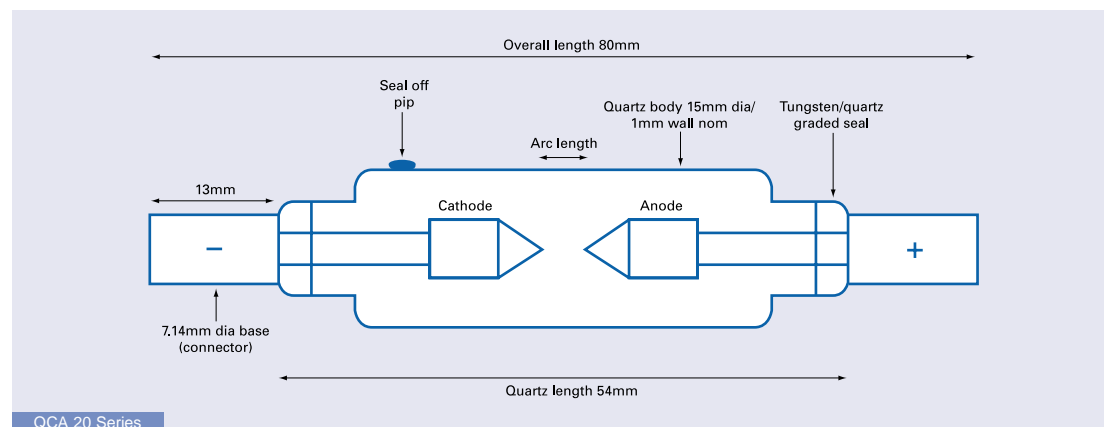 Overall length 80mm
Seal off
pip
Quartz body 15mm dia/
1mm wall nom
Tungsten/quartz
graded seal
Arc length
13mm
Cathode
Anode
–
+
7.14mm dia base
(connector)
Quartz length 54mm
QCA 20 Series